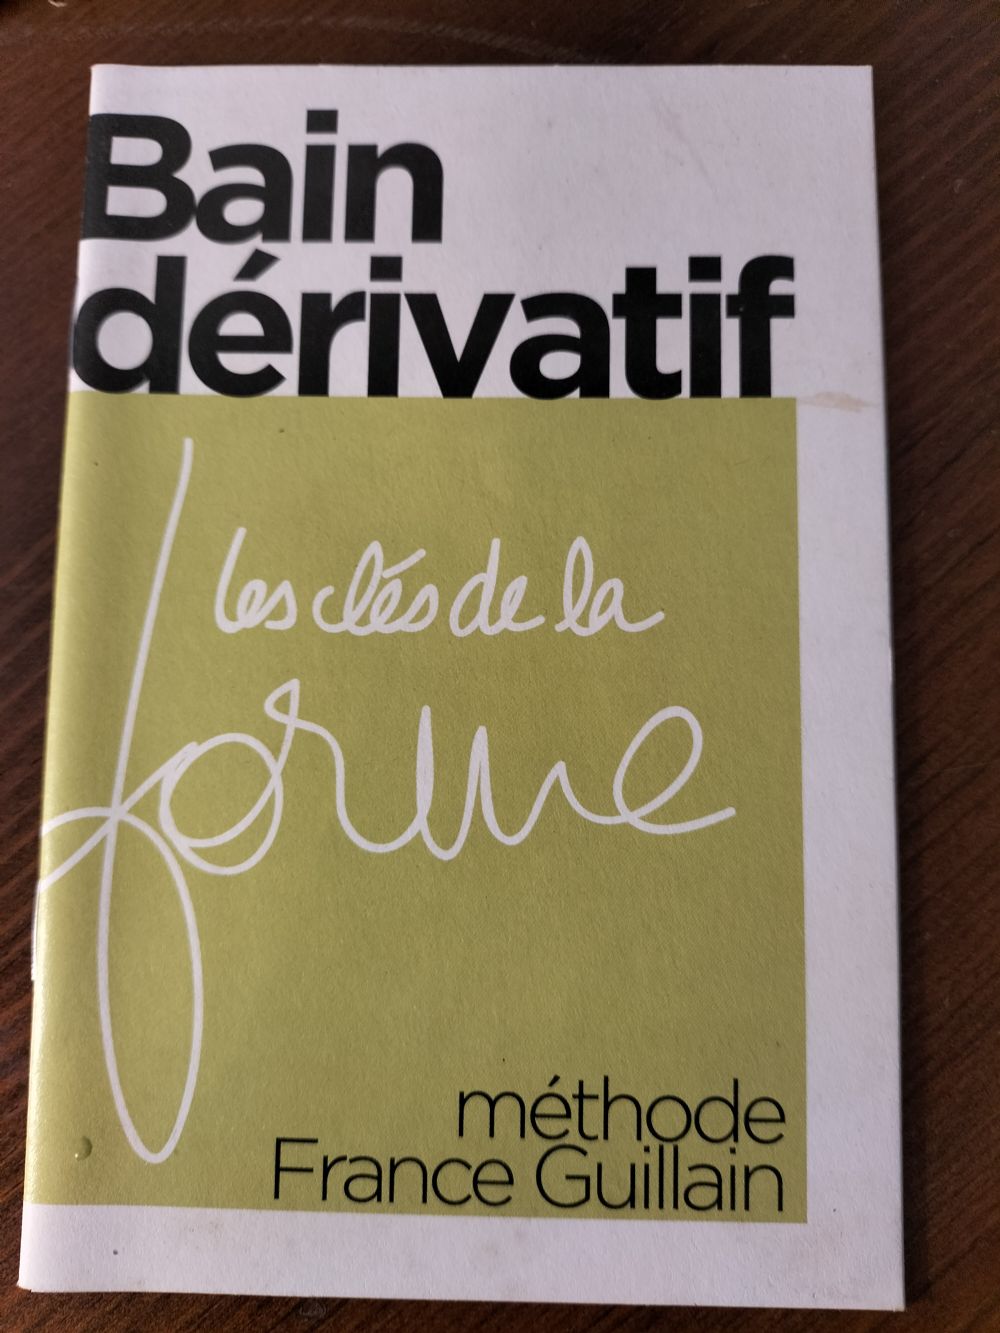 Bain
dérivatif
les clés de la
forme
méthode
France Guillain